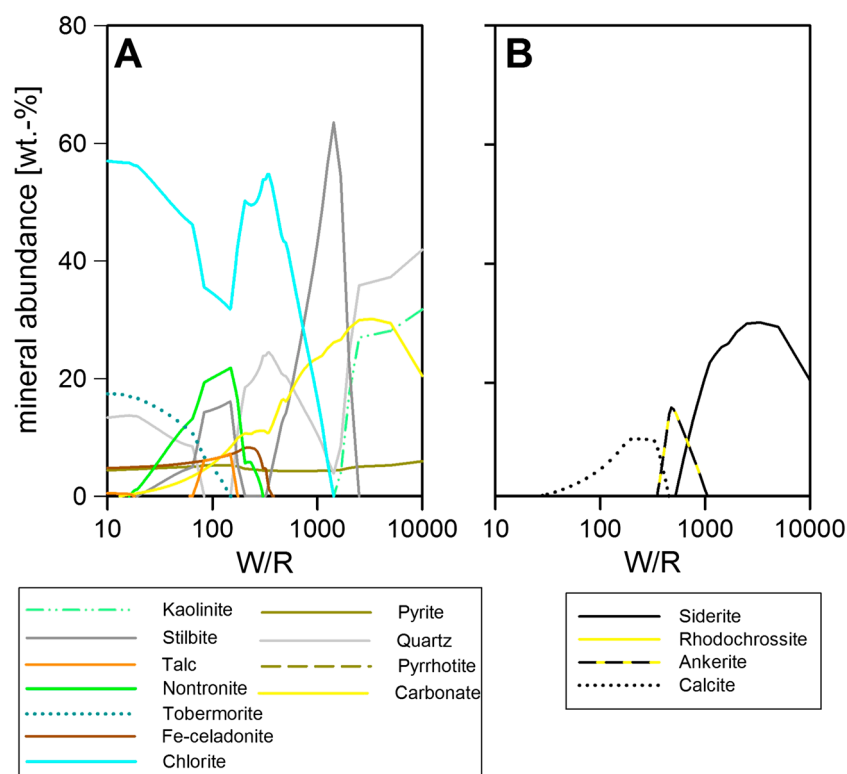 A
B
mineral abundance [wt.-%]
80
60
40
20
0
10
100
1000
10000
10
100
1000
10000
W/R
W/R
Kaolinite
Stilbite
Talc
Nontronite
Tobermorite
Fe-celadonite
Chlorite
Pyrite
Quartz
Pyrrhotite
Carbonate
Siderite
Rhodochrossite
Ankerite
Calcite